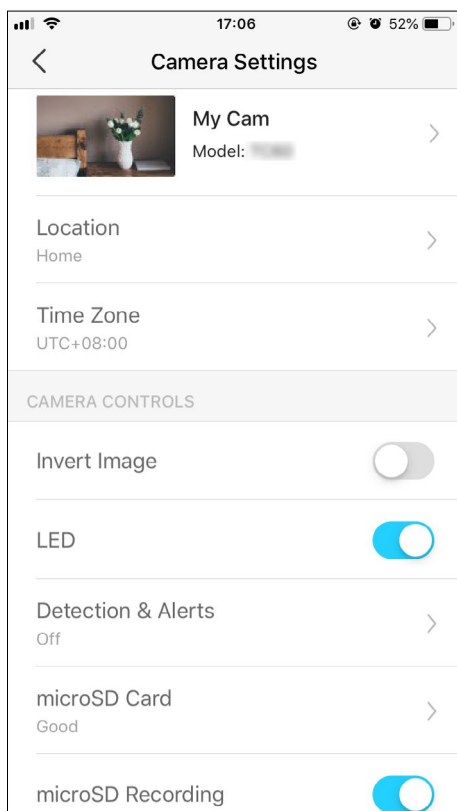 17:06
52%
Camera Settings
My Cam
Model:
Location
Home
Time Zone
UTC+08:00
CAMERA CONTROLS
Invert Image
LED
Detection & Alerts
Off
microSD Card
Good
microSD Recording